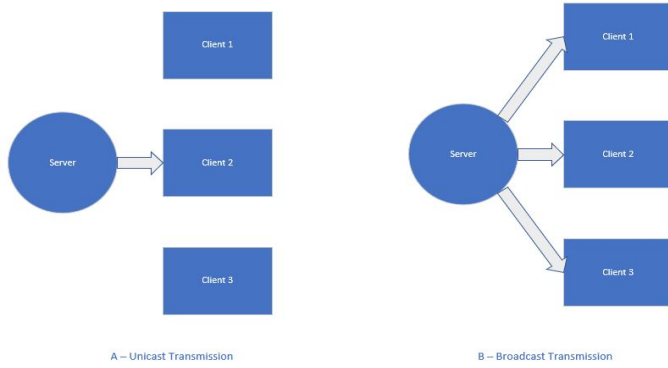 Client 1
Server
Client 2
Client 3
A – Unicast Transmission
Client 1
Server
Client 2
Client 3
B – Broadcast Transmission